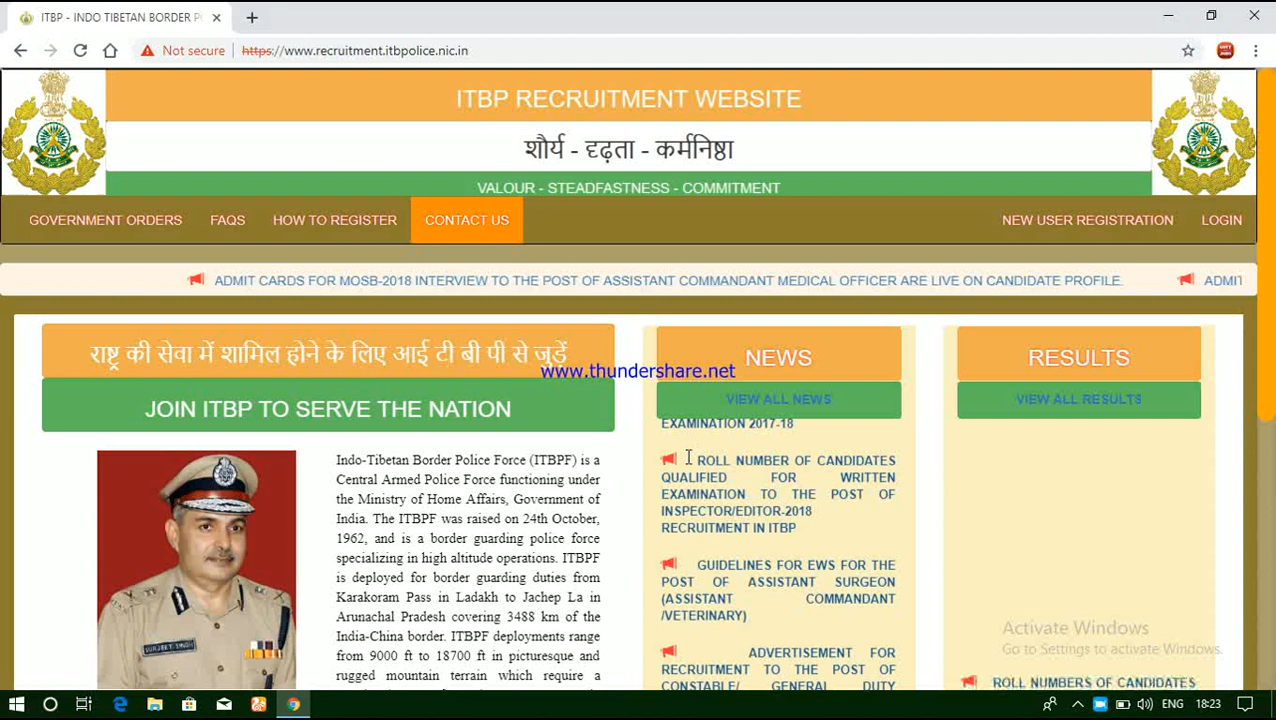 ITBP - INDO TIBETAN BORDER PO
Not secure https://www.recruitment.itbpolice.nic.in
ITBP RECRUITMENT WEBSITE
शौर्य - दृढ़ता - कर्मनिष्ठा
VALOUR - STEADFASTNESS - COMMITMENT
GOVERNMENT ORDERS FAQS HOW TO REGISTER CONTACT US NEW USER REGISTRATION LOGIN
ADMIT CARDS FOR MOSB-2018 INTERVIEW TO THE POST OF ASSISTANT COMMANDANT MEDICAL OFFICER ARE LIVE ON CANDIDATE PROFILE. ADMIT
राष्ट्र की सेवा में शामिल होने के लिए आई टी बी पी से जुड़ें
JOIN ITBP TO SERVE THE NATION
Indo-Tibetan Border Police Force (ITBPF) is a
Central Armed Police Force functioning under
the Ministry of Home Affairs, Government of
India. The ITBPF was raised on 24th October,
1962, and is a border guarding police force
specializing in high altitude operations. ITBPF
is deployed for border guarding duties from
Karakoram Pass in Ladakh to Jachep La in
Arunachal Pradesh covering 3488 km of the
India-China border. ITBPF deployments range
from 9000 ft to 18700 ft in picturesque and
rugged mountain terrain which require a
SURJEET SINGH
www.thundershare.net
NEWS
VIEW ALL NEWS
EXAMINATION 2017-18
ROLL NUMBER OF CANDIDATES
QUALIFIED FOR WRITTEN
EXAMINATION TO THE POST OF
INSPECTOR/EDITOR-2018
RECRUITMENT IN ITBP
GUIDELINES FOR EWS FOR THE
POST OF ASSISTANT SURGEON
(ASSISTANT COMMANDANT
/VETERINARY)
ADVERTISEMENT FOR
RECRUITMENT TO THE POST OF
CONSTABLE/ GENERAL DUTY
RESULTS
VIEW ALL RESULTS
ROLL NUMBERS OF CANDIDATES
Activate Windows
Go to Settings to activate Windows.
ENG 18:23